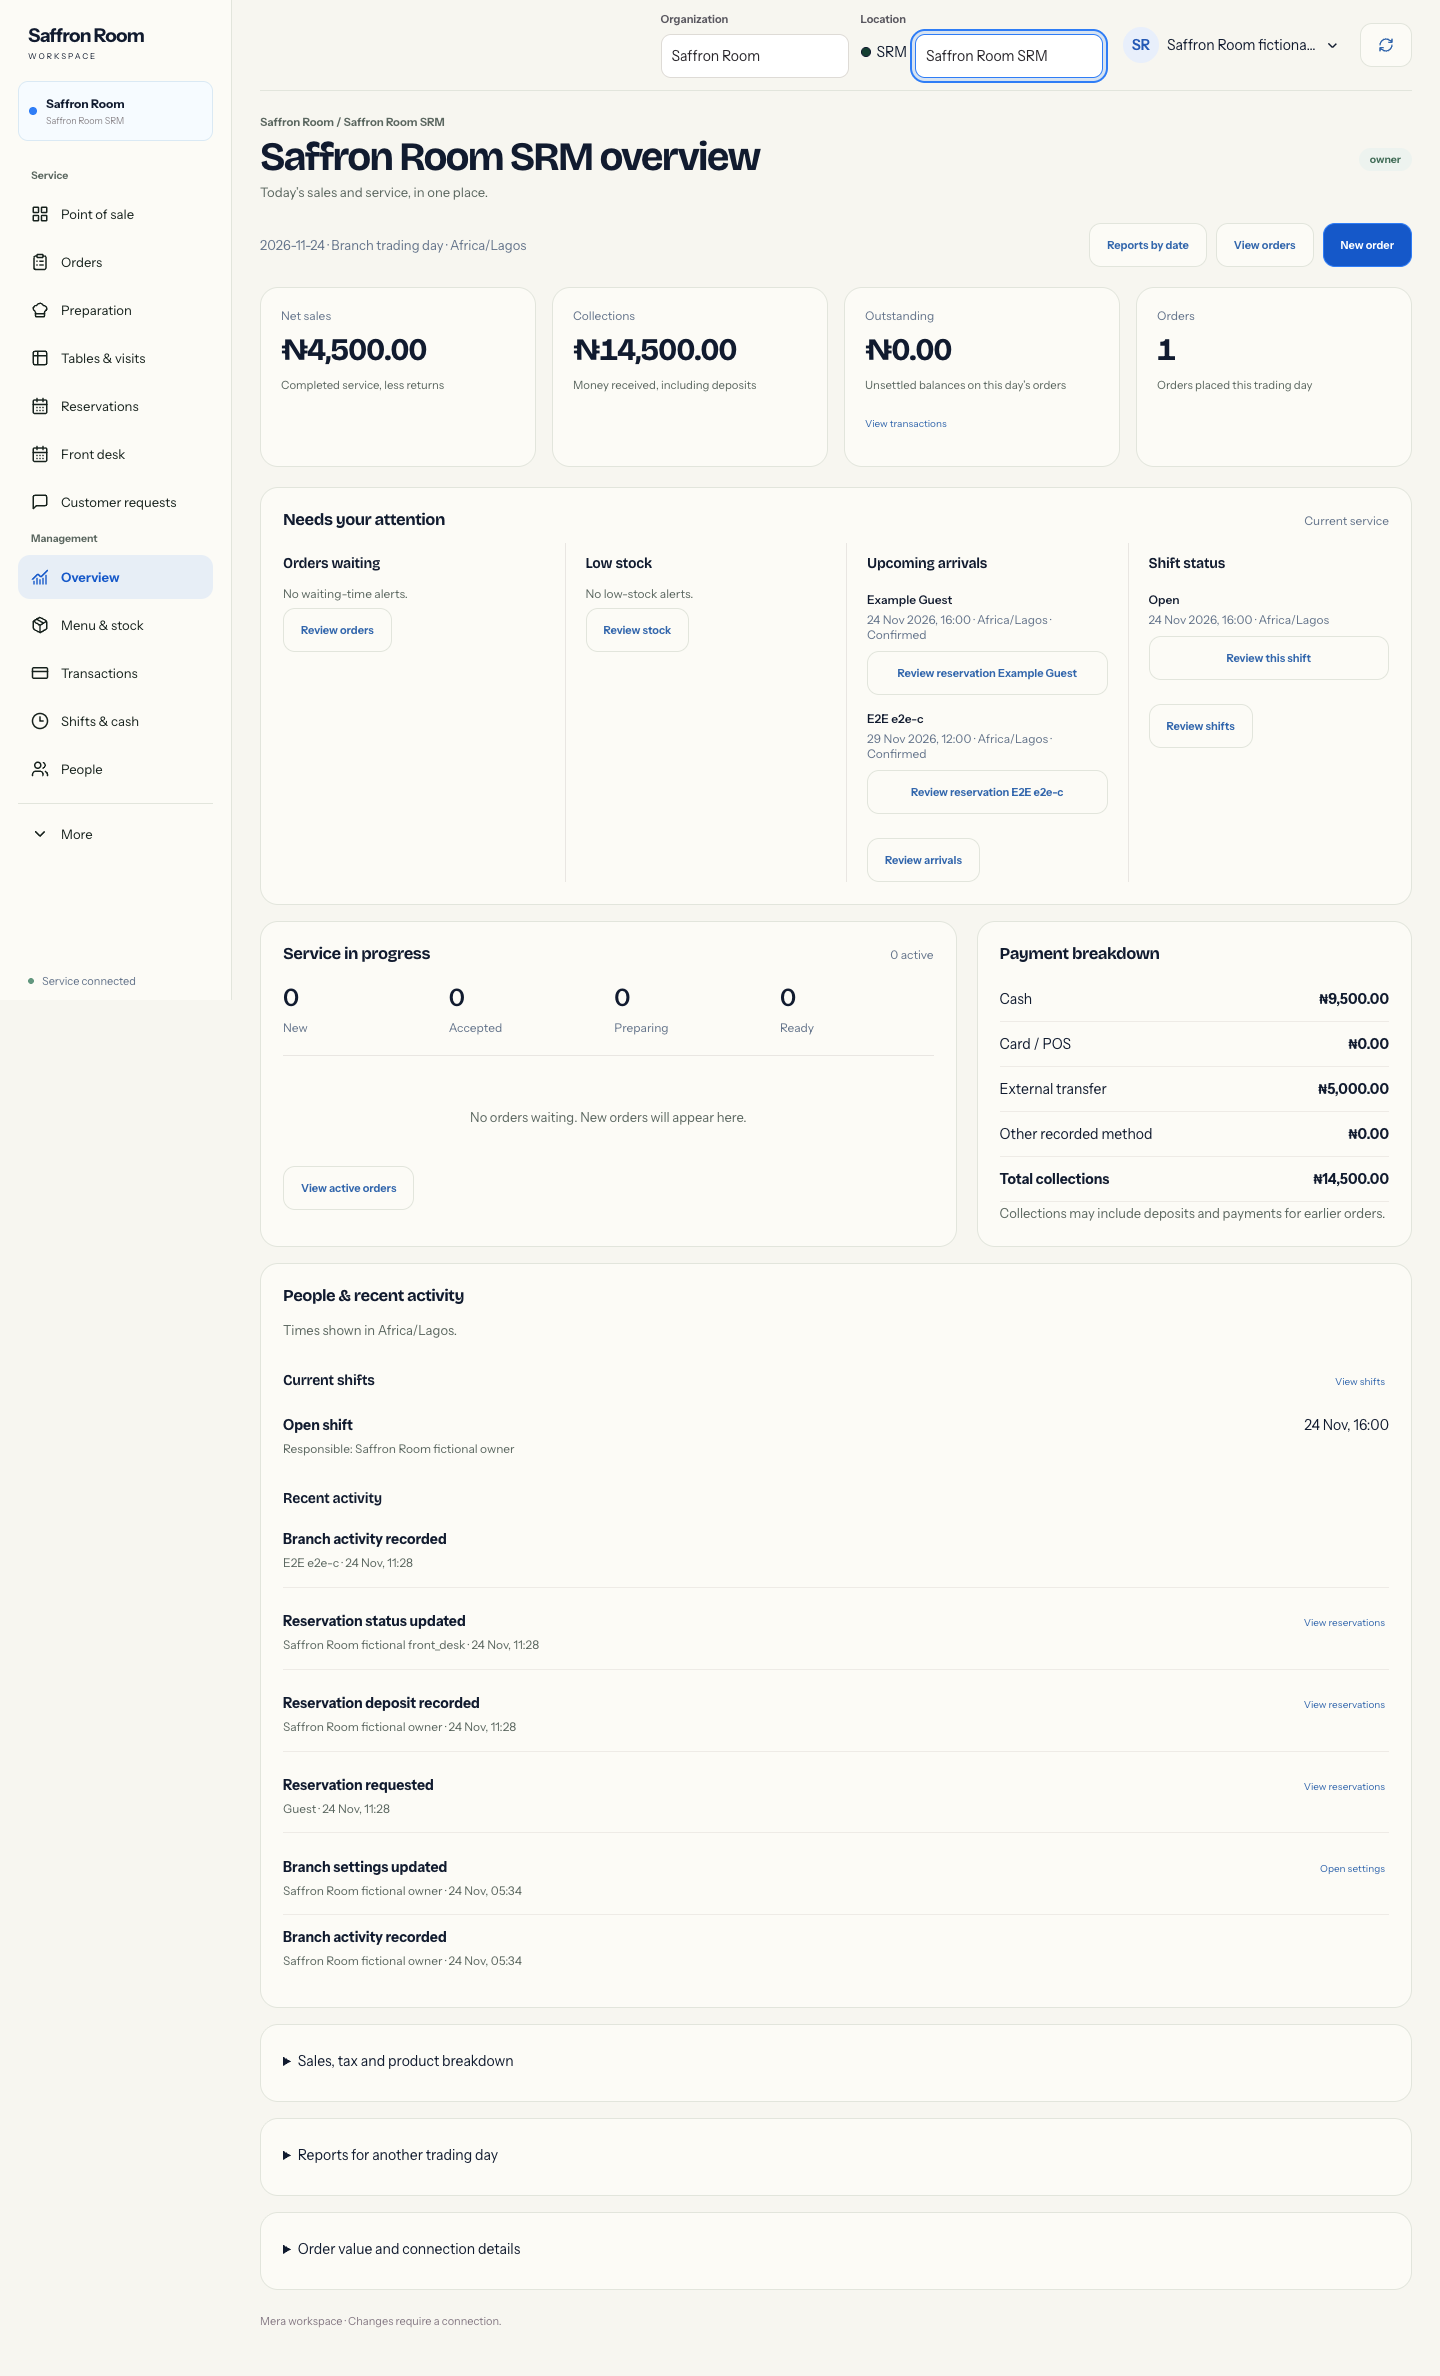 Saffron Room
WORKSPACE
Saffron Room
Saffron Room SRM
Service
Point of sale
Orders
Preparation
Tables & visits
Reservations
Front desk
Customer requests
Management
Overview
Menu & stock
Transactions
Shifts & cash
People
More
Service connected
Organization
Saffron Room
Location
SRM
Saffron Room SRM
SR
Saffron Room fictiona...
Saffron Room / Saffron Room SRM
Saffron Room SRM overview
owner
Today's sales and service, in one place.
2026-11-24 · Branch trading day · Africa/Lagos
Reports by date
View orders
New order
Net sales
₦4,500.00
Completed service, less returns
Collections
₦14,500.00
Money received, including deposits
Outstanding
₦0.00
Unsettled balances on this day's orders
View transactions
Orders
1
Orders placed this trading day
Needs your attention
Current service
Orders waiting
No waiting-time alerts.
Review orders
Low stock
No low-stock alerts.
Review stock
Upcoming arrivals
Example Guest
24 Nov 2026, 16:00 · Africa/Lagos ·
Confirmed
Review reservation Example Guest
E2E e2e-c
29 Nov 2026, 12:00 · Africa/Lagos ·
Confirmed
Review reservation E2E e2e-c
Review arrivals
Shift status
Open
24 Nov 2026, 16:00 · Africa/Lagos
Review this shift
Review shifts
Service in progress
0 active
0
New
0
Accepted
0
Preparing
0
Ready
No orders waiting. New orders will appear here.
View active orders
Payment breakdown
Cash ₦9,500.00
Card / POS ₦0.00
External transfer ₦5,000.00
Other recorded method ₦0.00
Total collections ₦14,500.00
Collections may include deposits and payments for earlier orders.
People & recent activity
Times shown in Africa/Lagos.
Current shifts
View shifts
Open shift
24 Nov, 16:00
Responsible: Saffron Room fictional owner
Recent activity
Branch activity recorded
E2E e2e-c · 24 Nov, 11:28
Reservation status updated
View reservations
Saffron Room fictional front_desk · 24 Nov, 11:28
Reservation deposit recorded
View reservations
Saffron Room fictional owner · 24 Nov, 11:28
Reservation requested
View reservations
Guest · 24 Nov, 11:28
Branch settings updated
Open settings
Saffron Room fictional owner · 24 Nov, 05:34
Branch activity recorded
Saffron Room fictional owner · 24 Nov, 05:34
Sales, tax and product breakdown
Reports for another trading day
Order value and connection details
Mera workspace · Changes require a connection.